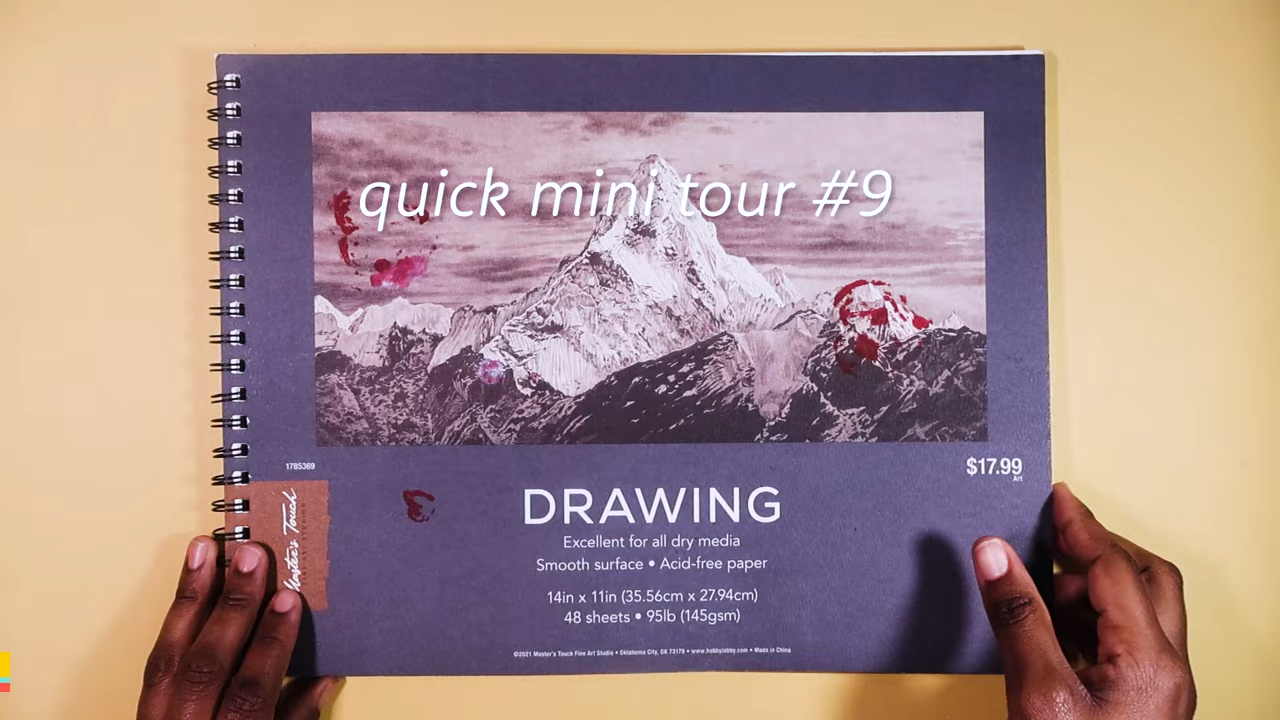 quick mini tour #9
1785369
$17.99
Art
Master's Touch
DRAWING
Excellent for all dry media
Smooth surface • Acid-free paper
14in x 11in (35.56cm x 27.94cm)
48 sheets • 95lb (145gsm)
©2021 Master's Touch Fine Art Studio • Oklahoma City, OK 73179 • www.hobbylobby.com • Made in China